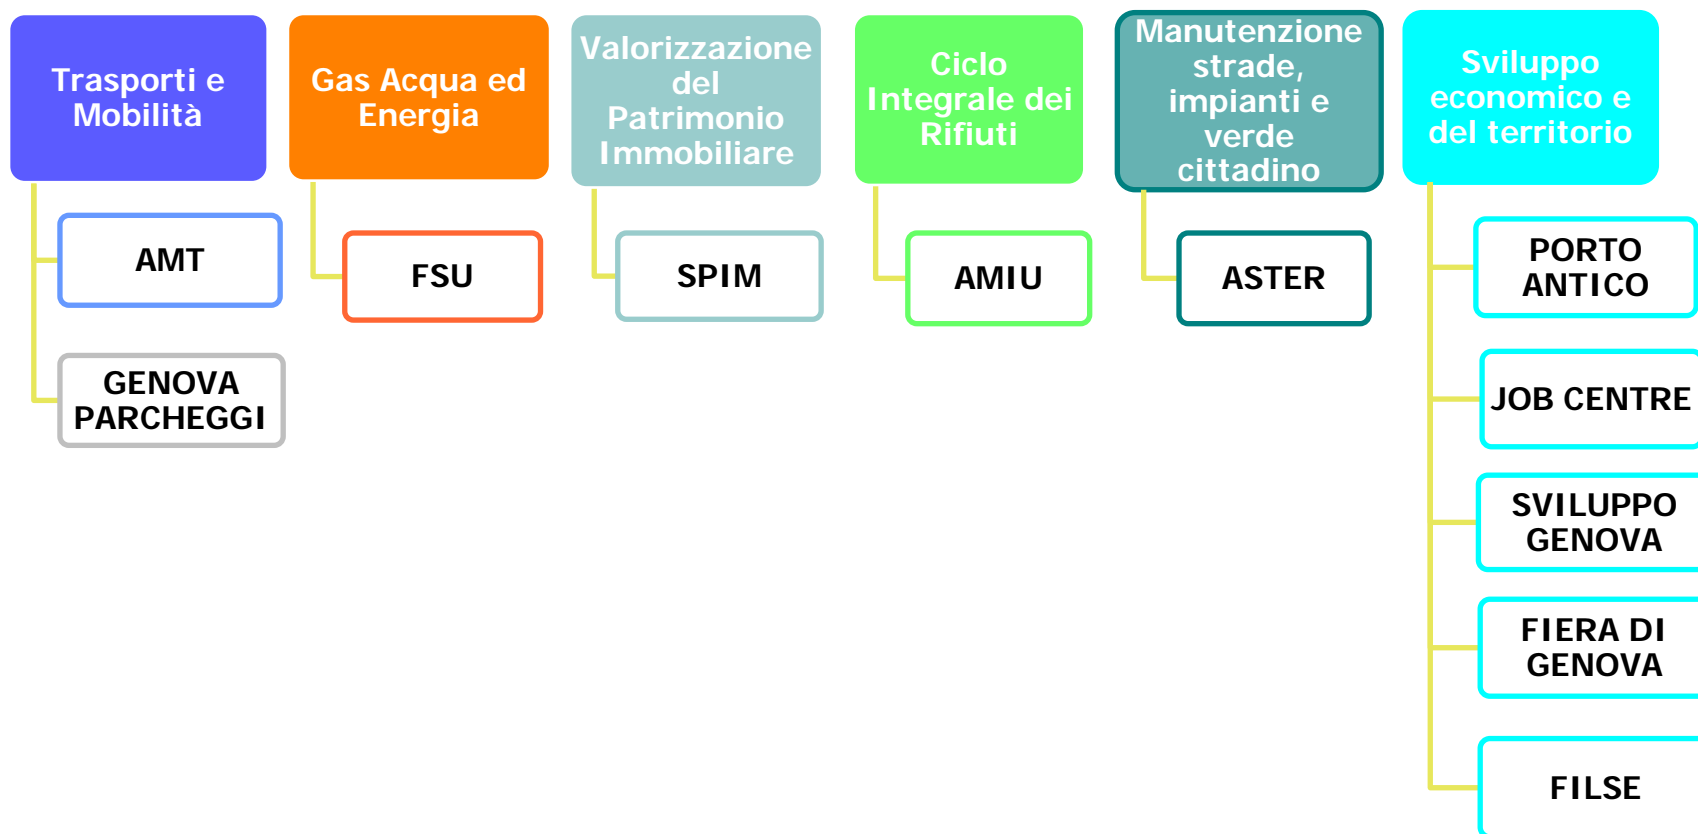 Trasporti e
Mobilità
Gas Acqua ed
Energia
Valorizzazione
del
Patrimonio
Immobiliare
Ciclo
Integrale dei
Rifiuti
Manutenzione
strade,
impianti e
verde
cittadino
Sviluppo
economico e
del territorio
AMT
GENOVA
PARCHEGGI
FSU
SPIM
AMIU
ASTER
PORTO
ANTICO
JOB CENTRE
SVILUPPO
GENOVA
FIERA DI
GENOVA
FILSE